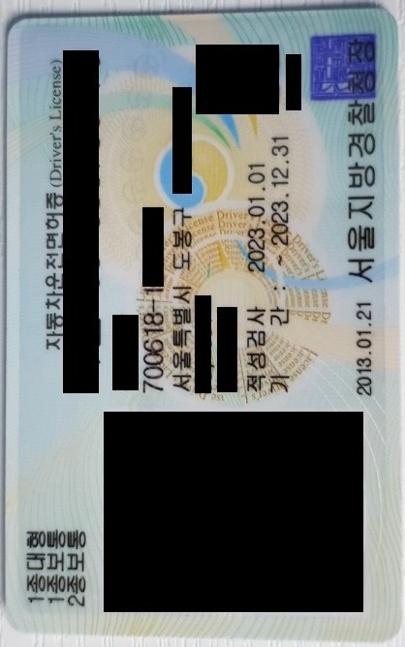 1종대형
1종보통
2종보통
자동차운전면허증 (Driver's License)
700618-1
서울특별시 도봉구
적성검사 2023.01.01
기 간 : 2023.12.31
2013.01.21 서울지방경찰청장